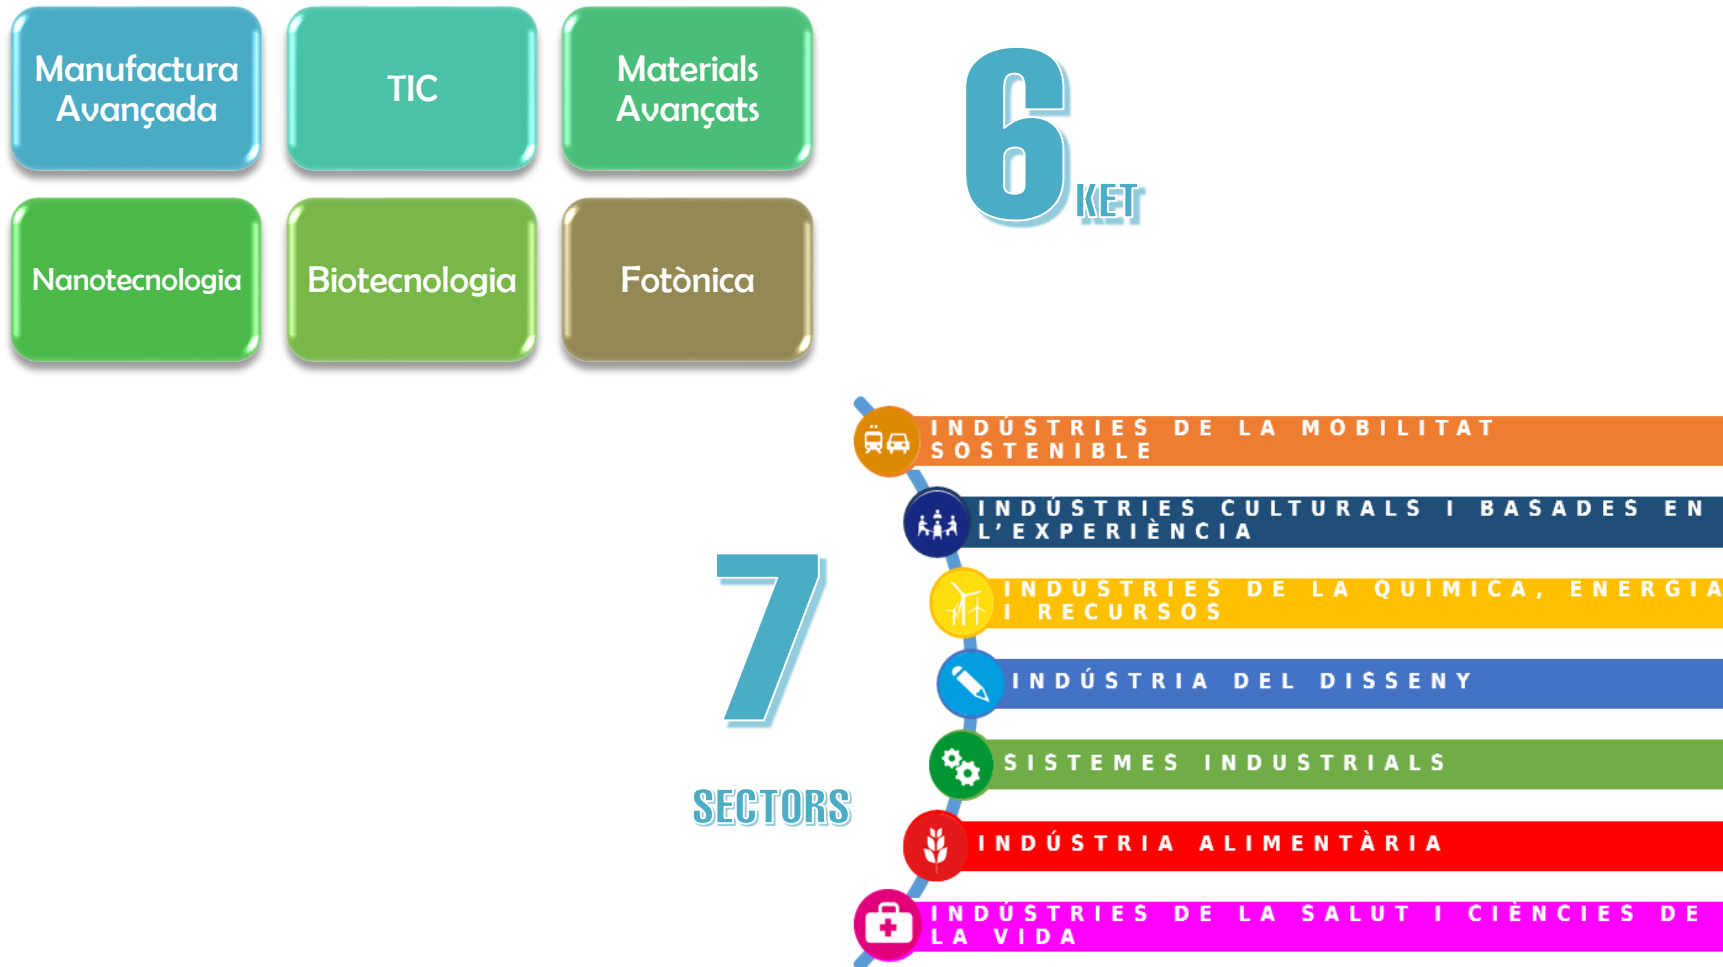 Manufactura
Avançada
TIC
Materials
Avançats
Nanotecnologia
Biotecnologia
Fotònica
6
KET
7
SECTORS
INDÚSTRIES DE LA MOBILITAT
SOSTENIBLE
INDÚSTRIES CULTURALS I BASADES EN
L'EXPERIÈNCIA
INDÚSTRIES DE LA QUÍMICA, ENERGIA
I RECURSOS
INDÚSTRIA DEL DISSENY
SISTEMES INDUSTRIALS
INDÚSTRIA ALIMENTÀRIA
INDÚSTRIES DE LA SALUT I CIÈNCIES DE
LA VIDA